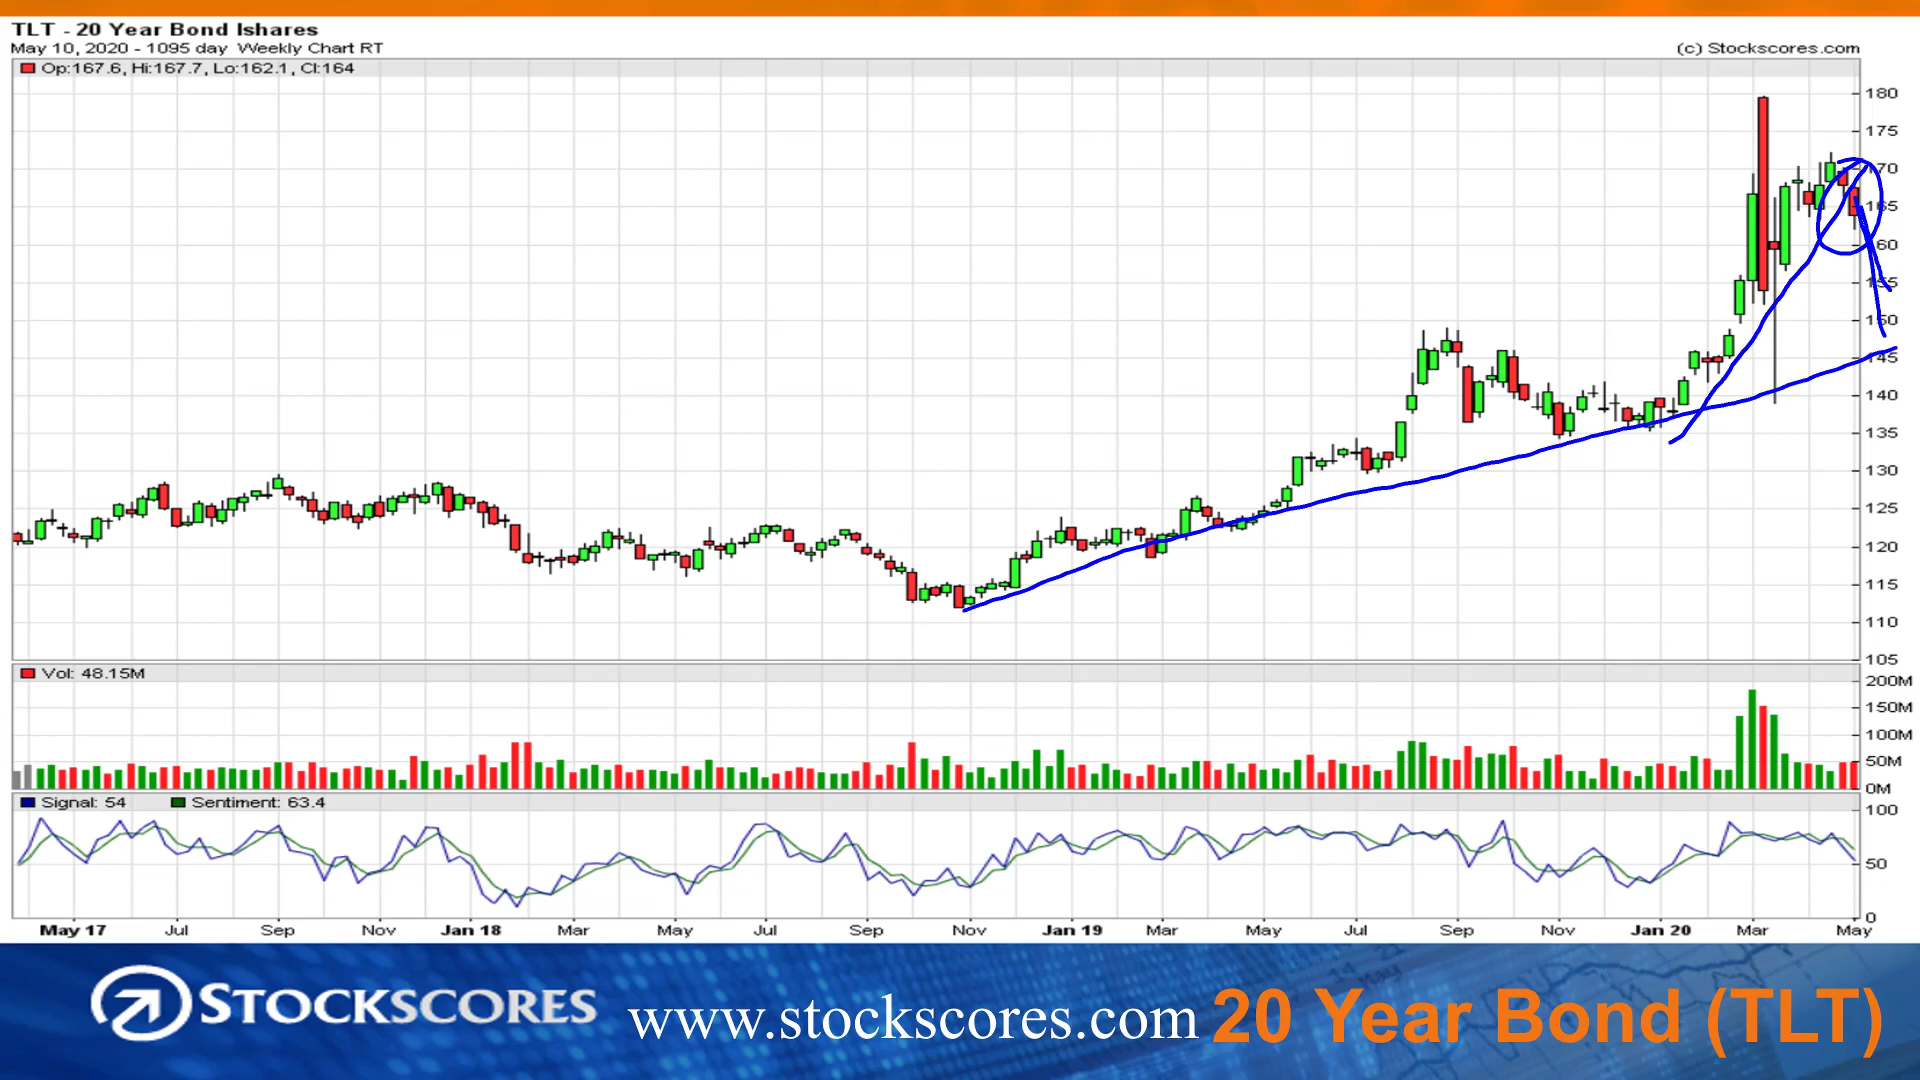 TLT - 20 Year Bond Ishares
May 10, 2020 - 1095 day Weekly Chart RT
(c) Stockscores.com
Op:167.6, Hi:167.7, Lo:162.1, Cl:164
180
175
170
165
160
155
150
145
140
135
130
125
120
115
110
105
Vol: 48.15M
200M
150M
100M
50M
0M
Signal: 54 Sentiment: 63.4
100
50
0
May 17 Jul Sep Nov Jan 18 Mar May Jul Sep Nov Jan 19 Mar May Jul Sep Nov Jan 20 Mar May
STOCKSCORES www.stockscores.com 20 Year Bond (TLT)